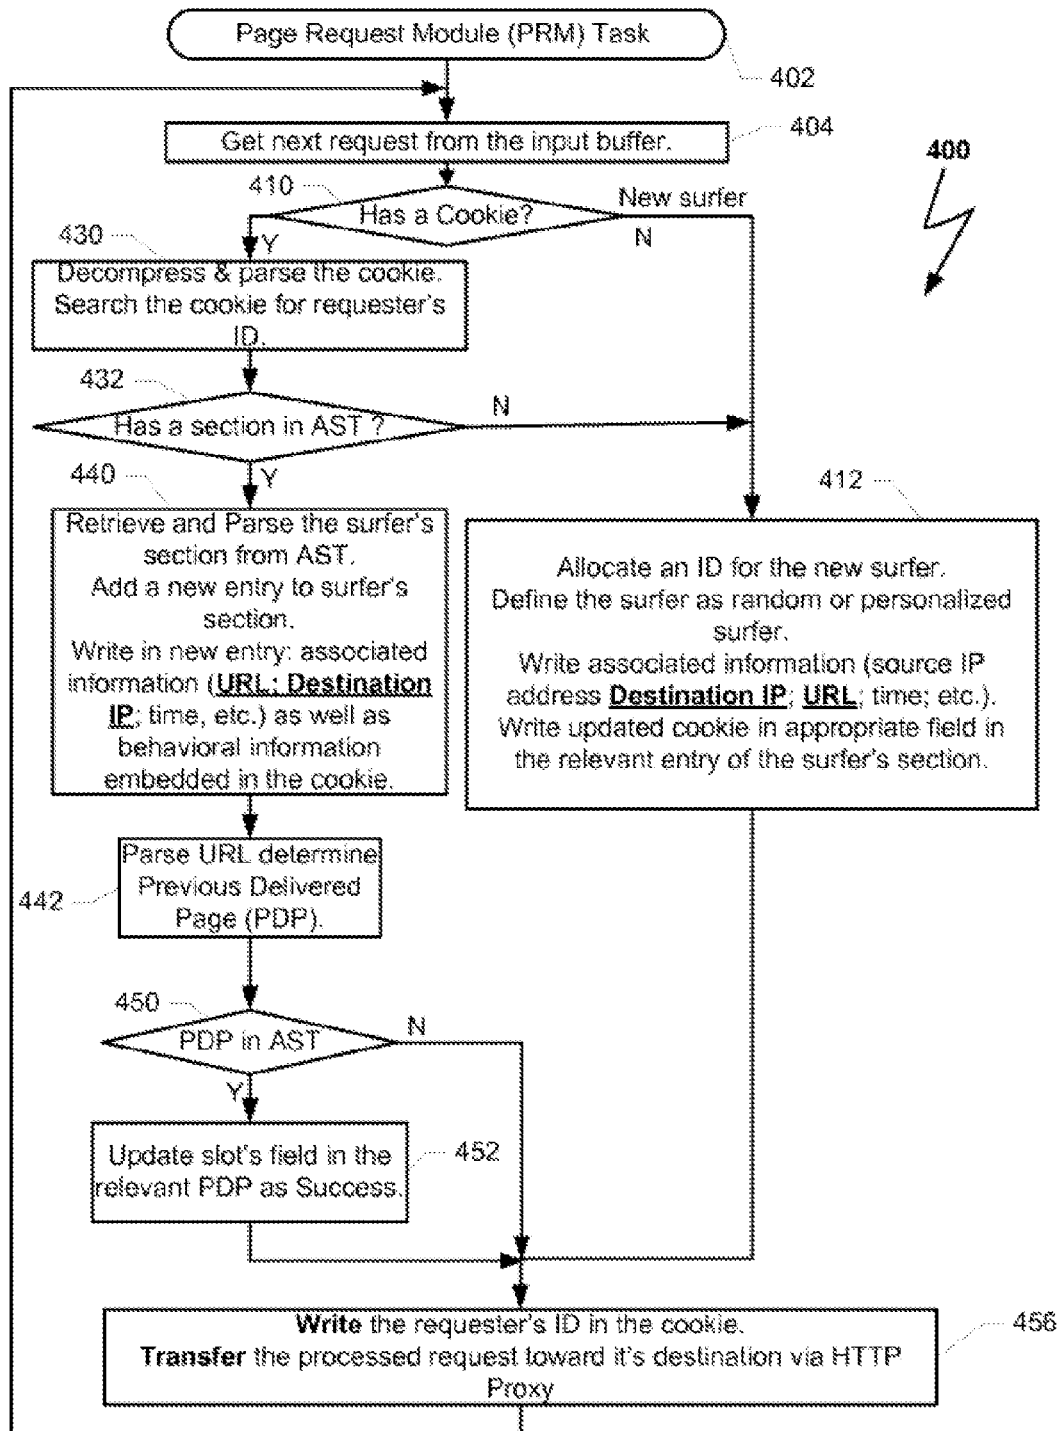 Page Request Module (PRM) Task
402
Get next request from the input buffer.
404
400
410
Has a Cookie?
New surfer
N
Y
430
Decompress & parse the cookie.
Search the cookie for requester's
ID.
432
Has a section in AST ?
N
Y
440
Retrieve and Parse the surfer's
section from AST.
Add a new entry to surfer's
section.
Write in new entry: associated
information (URL; Destination
IP; time, etc.) as well as
behavioral information
embedded in the cookie.
412
Allocate an ID for the new surfer.
Define the surfer as random or personalized
surfer.
Write associated information (source IP
address Destination IP; URL; time; etc.).
Write updated cookie in appropriate field in
the relevant entry of the surfer's section.
Parse URL determine
Previous Delivered
Page (PDP).
442
450
PDP in AST
N
Y
Update slot's field in the
relevant PDP as Success.
452
Write the requester's ID in the cookie.
Transfer the processed request toward it's destination via HTTP
Proxy
456